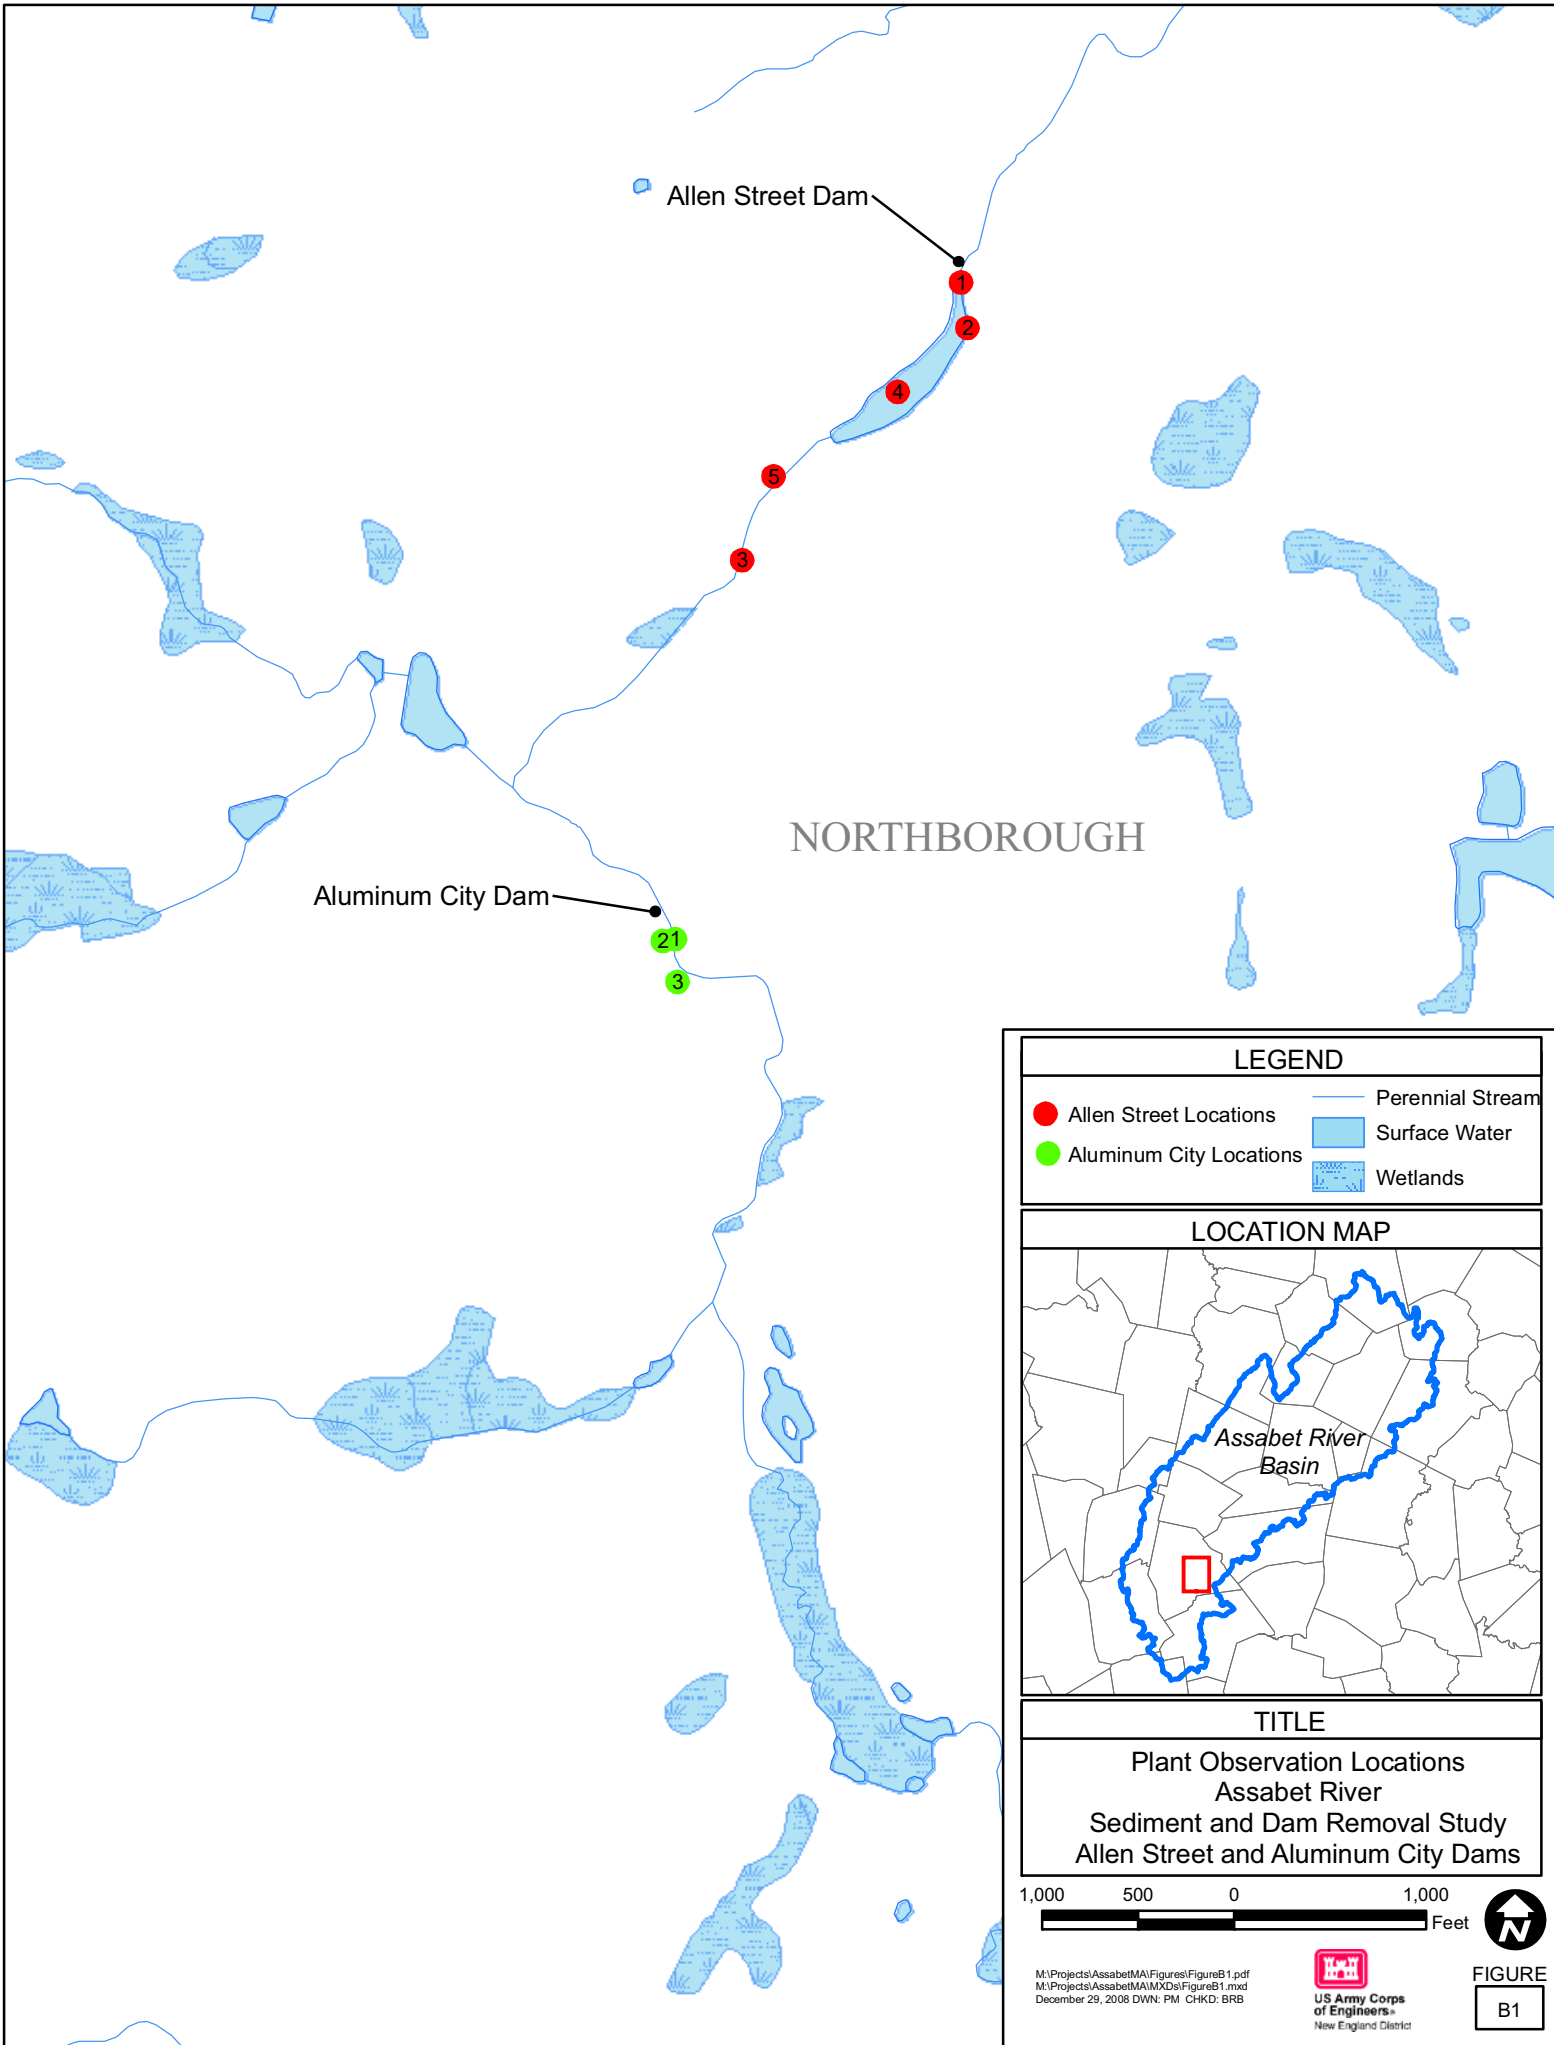 Allen Street Dam
1
2
4
5
3
NORTHBOROUGH
Aluminum City Dam
2 1
3
LEGEND
Allen Street Locations
Aluminum City Locations
Perennial Stream
Surface Water
Wetlands
LOCATION MAP
Assabet River
Basin
TITLE
Plant Observation Locations
Assabet River
Sediment and Dam Removal Study
Allen Street and Aluminum City Dams
1,000 500 0 1,000
Feet
N
M:\Projects\AssabetMA\Figures\FigureB1.pdf
M:\Projects\AssabetMA\MXDs\FigureB1.mxd
December 29, 2008 DWN: PM CHKD: BRB
US Army Corps
of Engineers®
New England District
FIGURE
B1